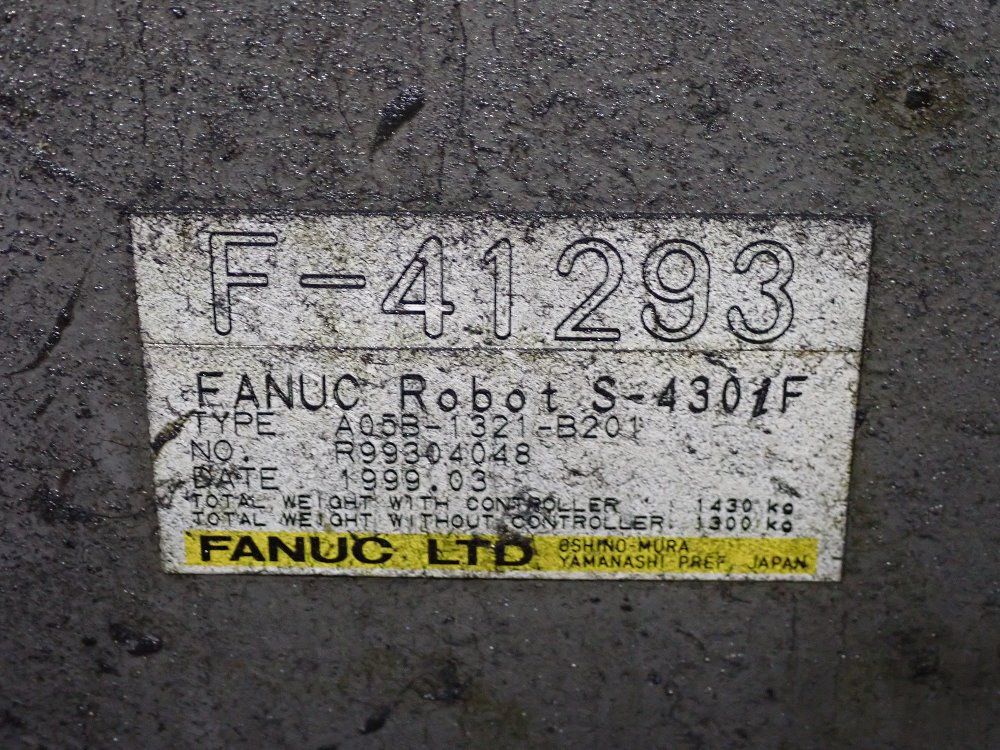 F-41293
FANUC Robot S-430iF
TYPE A05B-1321-B201
NO. R99304048
DATE 1999.03
TOTAL WEIGHT WITH CONTROLLER 1430 kg
TOTAL WEIGHT WITHOUT CONTROLLER 1300 kg
FANUC LTD
OSHINO-MURA
YAMANASHI PREF. JAPAN